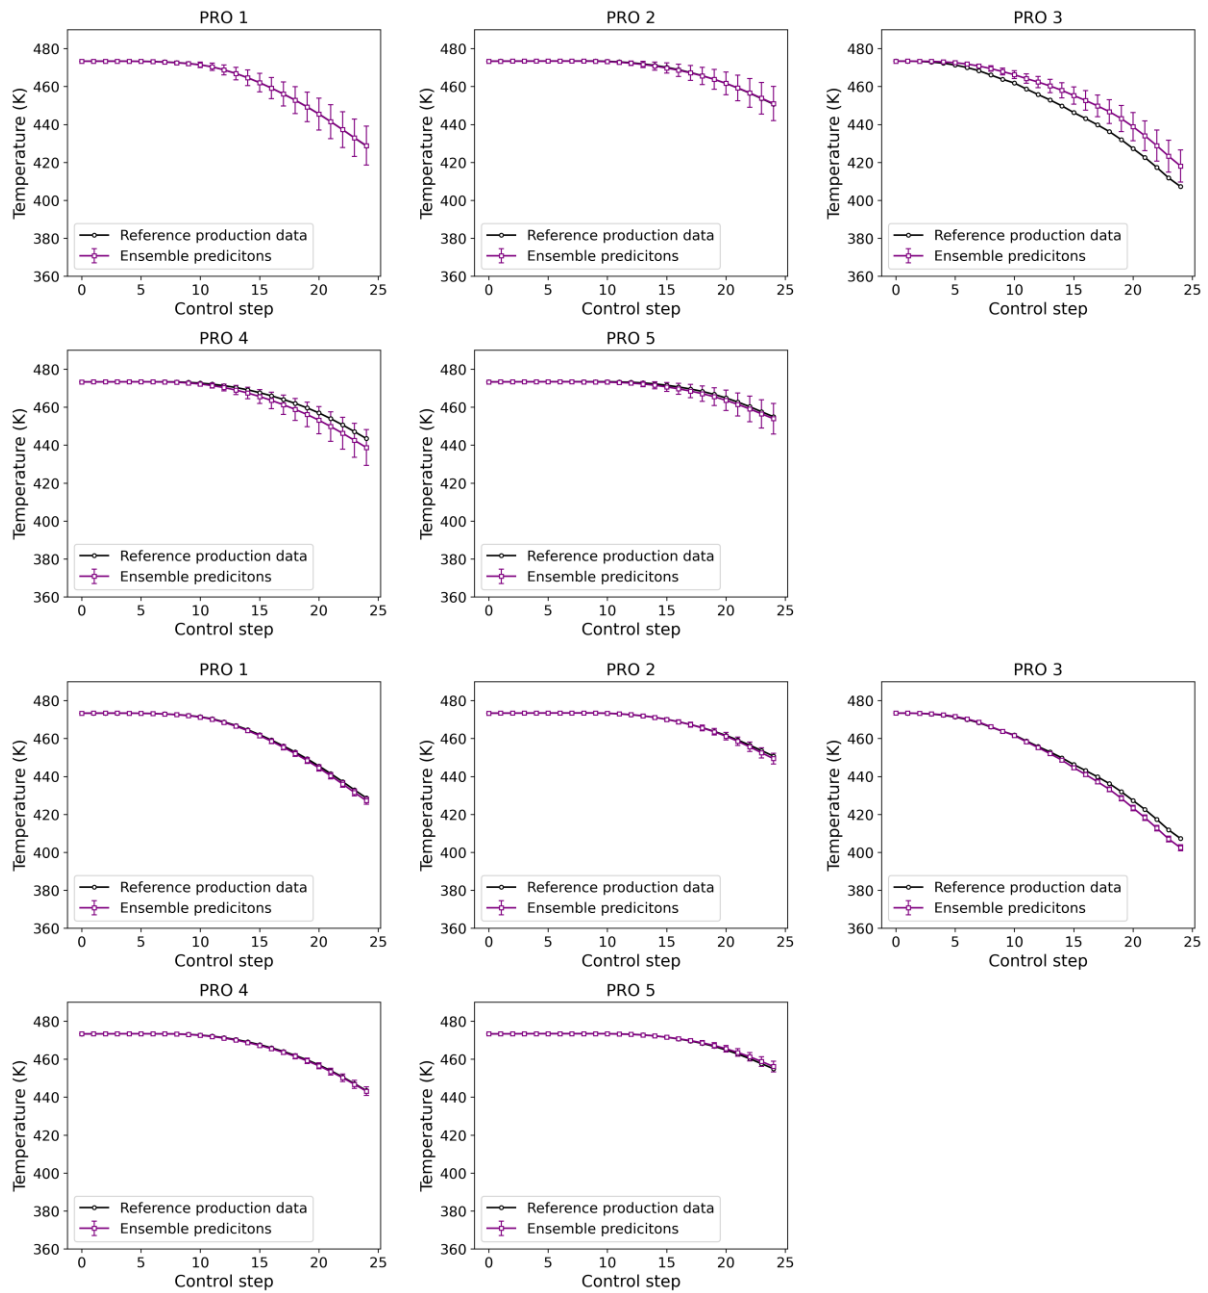 PRO 1
480
460
440
420
400
380
360
Temperature (K)
Reference production data
Ensemble predicitons
0 5 10 15 20 25
Control step
PRO 2
480
460
440
420
400
380
360
Temperature (K)
Reference production data
Ensemble predicitons
0 5 10 15 20 25
Control step
PRO 3
480
460
440
420
400
380
360
Temperature (K)
Reference production data
Ensemble predicitons
0 5 10 15 20 25
Control step
PRO 4
480
460
440
420
400
380
360
Temperature (K)
Reference production data
Ensemble predicitons
0 5 10 15 20 25
Control step
PRO 5
480
460
440
420
400
380
360
Temperature (K)
Reference production data
Ensemble predicitons
0 5 10 15 20 25
Control step
PRO 1
480
460
440
420
400
380
360
Temperature (K)
Reference production data
Ensemble predicitons
0 5 10 15 20 25
Control step
PRO 2
480
460
440
420
400
380
360
Temperature (K)
Reference production data
Ensemble predicitons
0 5 10 15 20 25
Control step
PRO 3
480
460
440
420
400
380
360
Temperature (K)
Reference production data
Ensemble predicitons
0 5 10 15 20 25
Control step
PRO 4
480
460
440
420
400
380
360
Temperature (K)
Reference production data
Ensemble predicitons
0 5 10 15 20 25
Control step
PRO 5
480
460
440
420
400
380
360
Temperature (K)
Reference production data
Ensemble predicitons
0 5 10 15 20 25
Control step